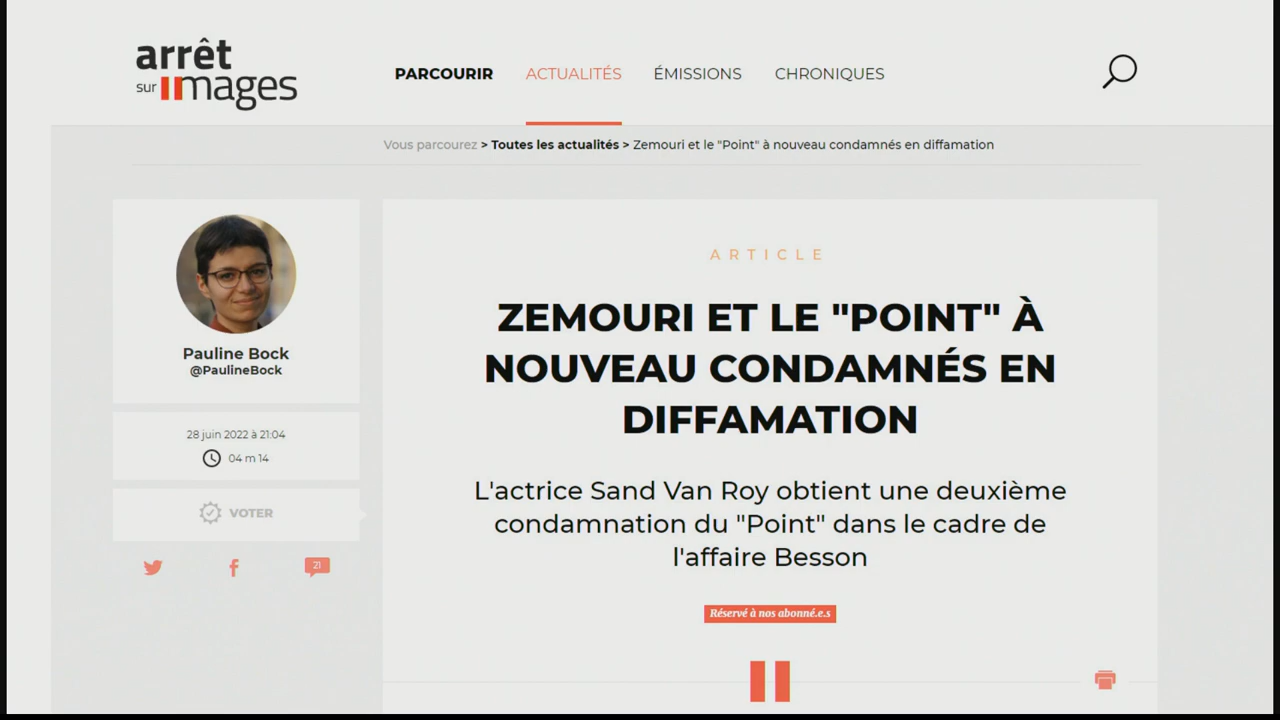 arrêt
sur images
PARCOURIR ACTUALITÉS ÉMISSIONS CHRONIQUES
Vous parcourez > Toutes les actualités > Zemouri et le "Point" à nouveau condamnés en diffamation
Pauline Bock
@PaulineBock
28 juin 2022 à 21:04
04 m 14
VOTER
21
ARTICLE
ZEMOURI ET LE "POINT" À
NOUVEAU CONDAMNÉS EN
DIFFAMATION
L'actrice Sand Van Roy obtient une deuxième
condamnation du "Point" dans le cadre de
l'affaire Besson
Réservé à nos abonné.e.s